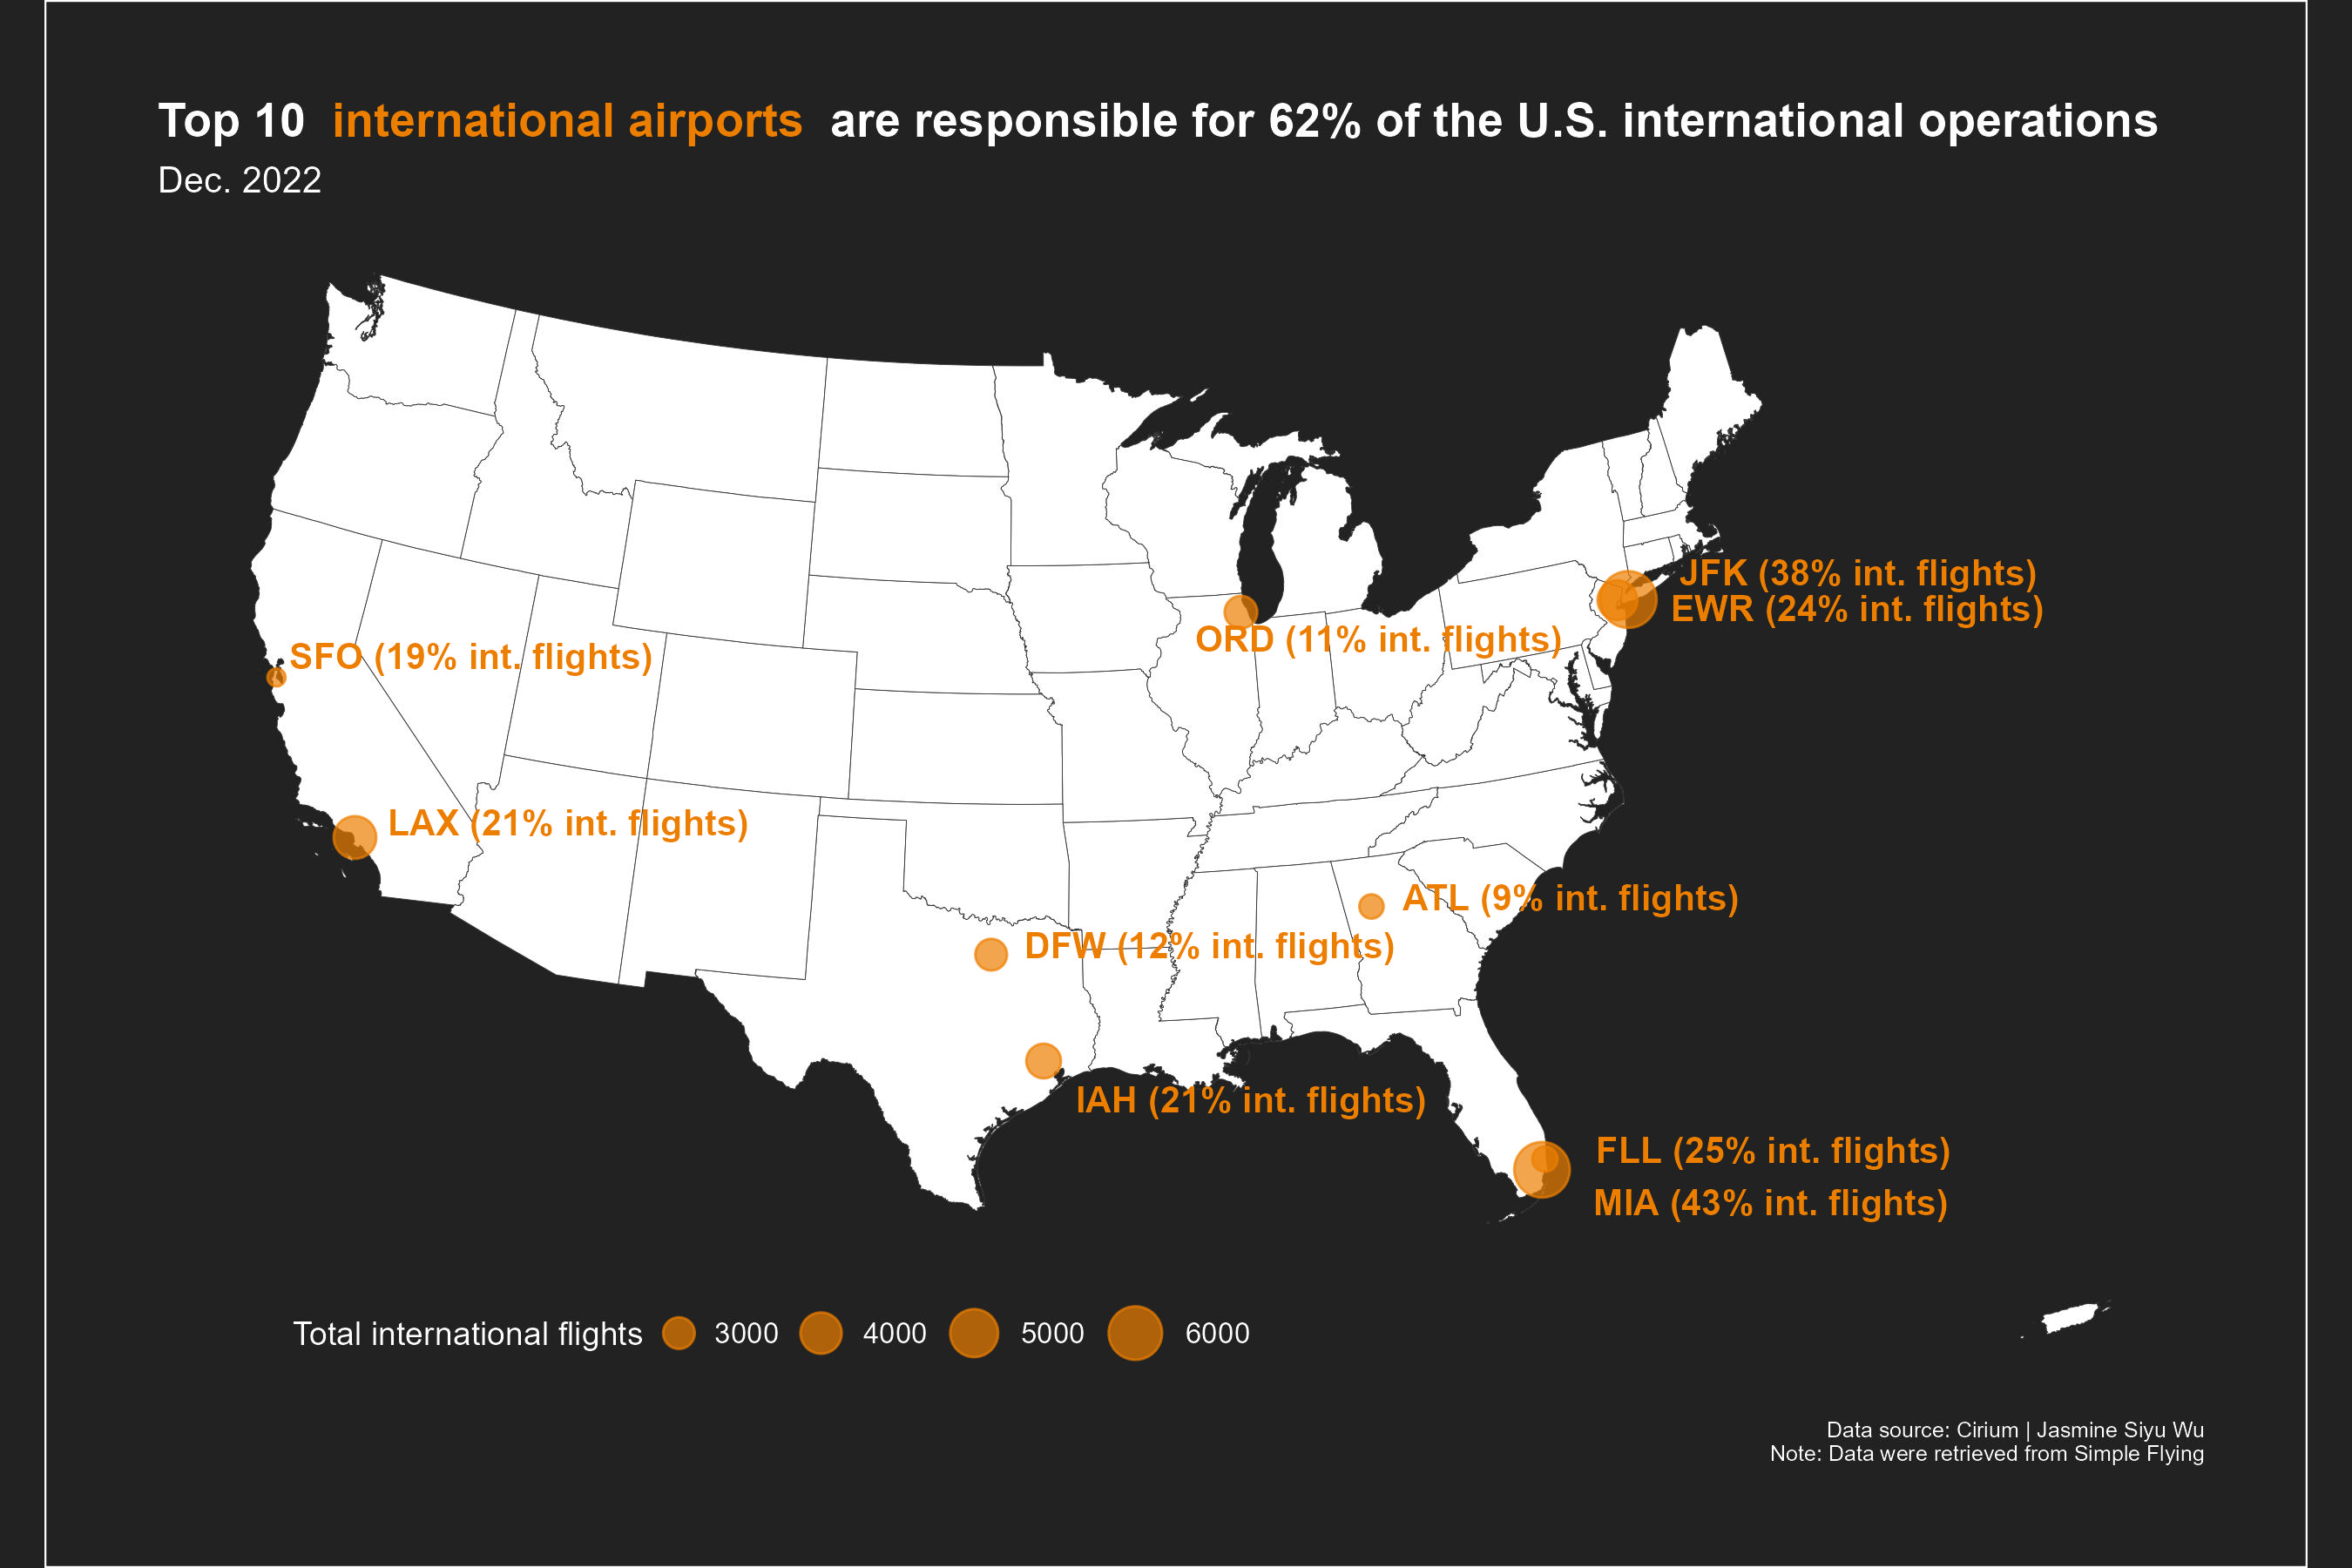 Top 10 international airports are responsible for 62% of the U.S. international operations
Dec. 2022
JFK (38% int. flights)
EWR (24% int. flights)
ORD (11% int. flights)
SFO (19% int. flights)
LAX (21% int. flights)
ATL (9% int. flights)
DFW (12% int. flights)
IAH (21% int. flights)
FLL (25% int. flights)
MIA (43% int. flights)
Total international flights 3000 4000 5000 6000
Data source: Cirium | Jasmine Siyu Wu
Note: Data were retrieved from Simple Flying